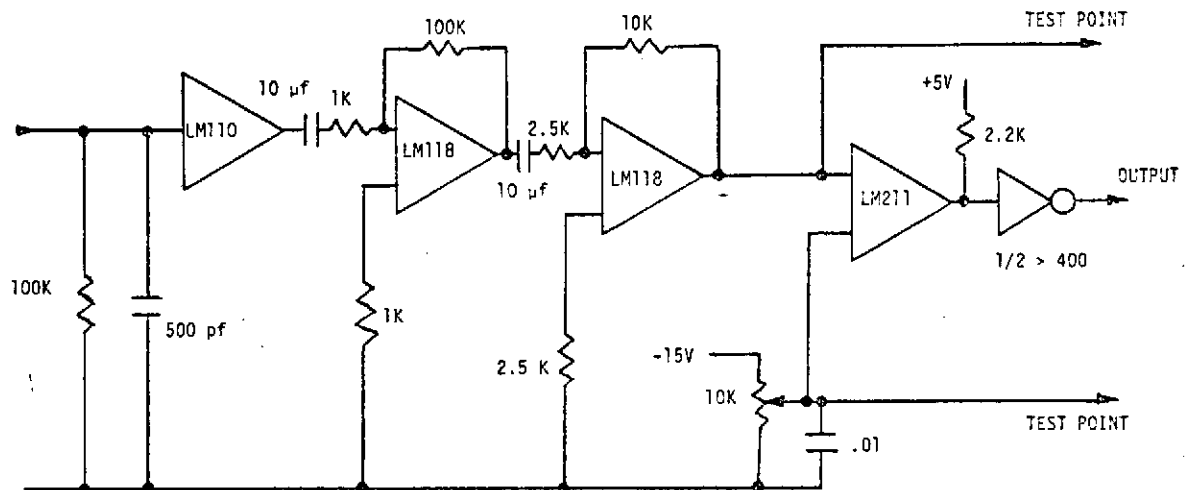 100K
10K
TEST POINT
10 µf
1K
+5V
LM110
LM118
2.5K
2.2K
10 µf
LM118
LM211
OUTPUT
1/2 > 400
100K
500 pf
1K
2.5 K
-15V
10K
TEST POINT
.01